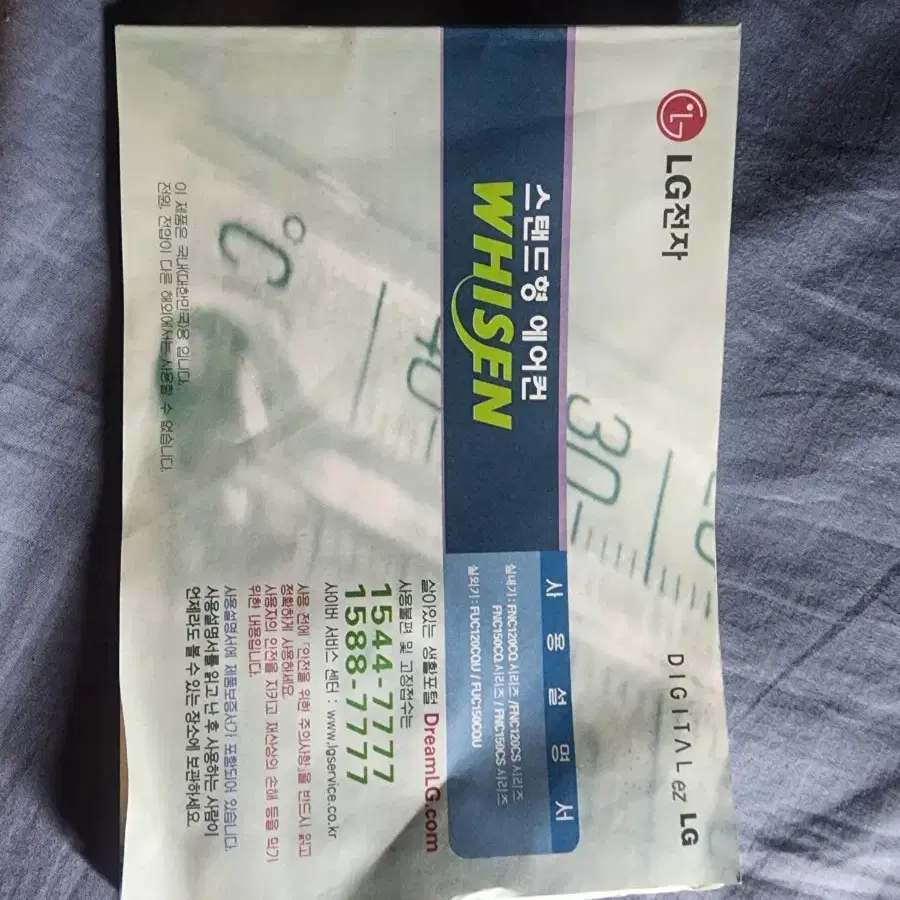 LG전자
DIGITALez LG
스탠드형 에어컨
WHISEN
사용설명서
실내기 : FNC120CQ 시리즈 / FNC120CS 시리즈
FNC150CQ 시리즈 / FNC150CS 시리즈
실외기 : FUC120CQU / FUC150CQU
30
40
°C
살아있는 생활포털 DreamLG.com
사용불편 및 고장접수는
1544-7777
1588-7777
사이버 서비스 센터 : www.lgservice.co.kr
사용 전에 「안전을 위한 주의사항」을 반드시 읽고
정확하게 사용하세요.
사용자의 안전을 지키고 재산상의 손해 등을 막기
위한 내용입니다.
사용설명서에 제품보증서가 포함되어 있습니다.
사용설명서를 읽고 난 후 사용하는 사람이
언제라도 볼 수 있는 장소에 보관하세요.
이 제품은 국내(대한민국)용 입니다.
전원, 전압이 다른 해외에서는 사용할 수 없습니다.